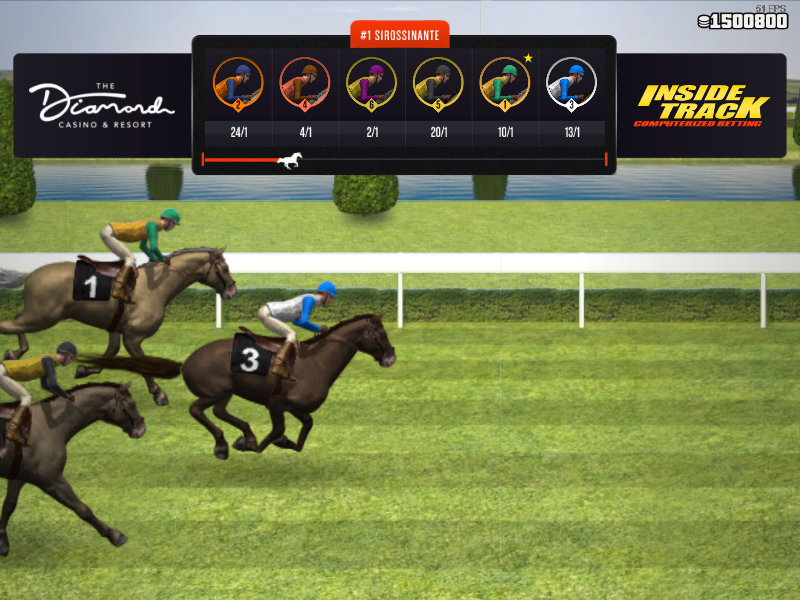 51 FPS
1500800
#1 SIROSSINANTE
THE
Diamond
CASINO & RESORT
INSIDE
TRACK
COMPUTERIZED BETTING
2 4 6 5 1 3
24/1 4/1 2/1 20/1 10/1 13/1
1
3